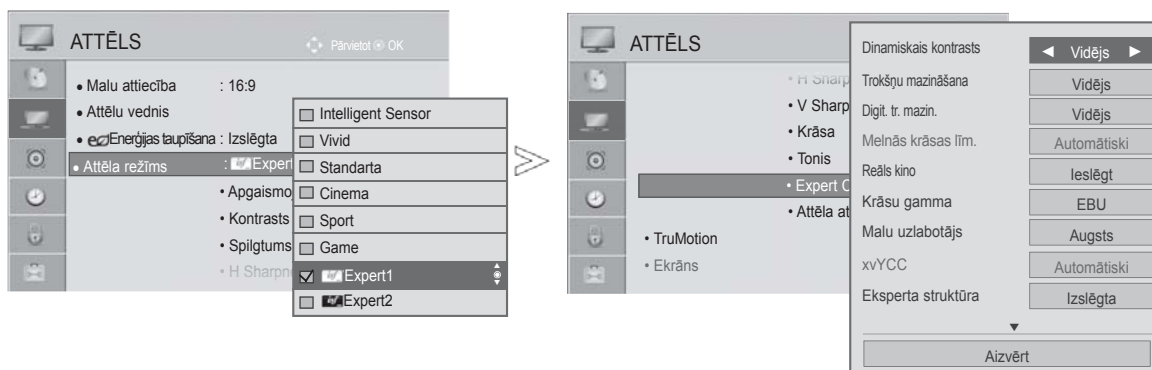 ATTĒLS
Pārvietot OK
• Malu attiecība : 16:9
• Attēlu vednis
• eco Enerģijas taupīšana : Izslēgta
• Attēla režīms : Expert
• Apgaismo
• Kontrasts
• Spilgtums
• H Sharpn
Intelligent Sensor
Vivid
Standarta
Cinema
Sport
Game
Expert1
Expert2
ATTĒLS
• H Sharp
• V Sharp
• Krāsa
• Tonis
• Expert C
• Attēla at
• TruMotion
• Ekrāns
Dinamiskais kontrasts ◄ Vidējs ►
Trokšņu mazināšana Vidējs
Digit. tr. mazin. Vidējs
Melnās krāsas līm. Automātiski
Reāls kino Ieslēgt
Krāsu gamma EBU
Malu uzlabotājs Augsts
xvYCC Automātiski
Eksperta struktūra Izslēgta
Aizvērt